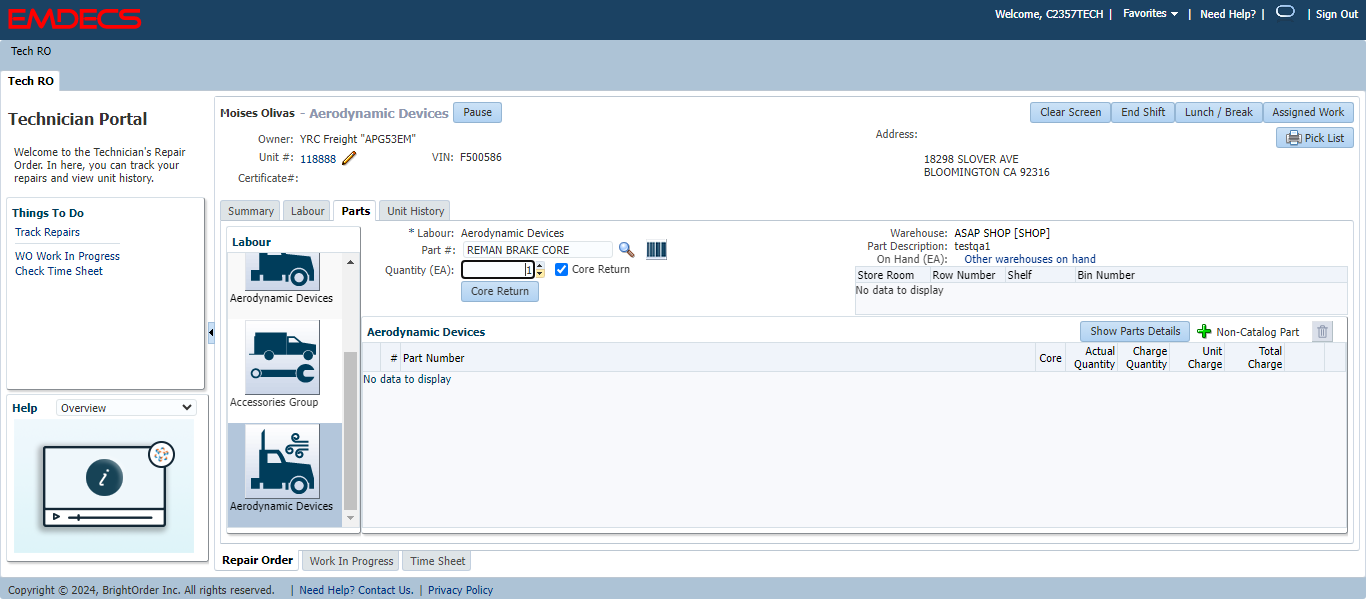 EMDECS
Welcome, C2357TECH | Favorites | Need Help? | | Sign Out
Tech RO
Tech RO
Technician Portal
Welcome to the Technician's Repair
Order. In here, you can track your
repairs and view unit history.
Things To Do
Track Repairs
WO Work In Progress
Check Time Sheet
Help Overview
i
Moises Olivas - Aerodynamic Devices Pause
Clear Screen End Shift Lunch / Break Assigned Work
Pick List
Owner: YRC Freight "APG53EM"
Unit #: 118888 VIN: F500586
Certificate#:
Address:
18298 SLOVER AVE
BLOOMINGTON CA 92316
Summary Labour Parts Unit History
Labour
Aerodynamic Devices
Accessories Group
Aerodynamic Devices
* Labour: Aerodynamic Devices
Part #: REMAN BRAKE CORE
Quantity (EA): 1 Core Return
Core Return
Warehouse: ASAP SHOP [SHOP]
Part Description: testqa1
On Hand (EA): Other warehouses on hand
Store Room Row Number Shelf Bin Number
No data to display
Aerodynamic Devices Show Parts Details Non-Catalog Part
# Part Number Core Actual Quantity Charge Quantity Unit Charge Total Charge
No data to display
Repair Order Work In Progress Time Sheet
Copyright © 2024, BrightOrder Inc. All rights reserved. | Need Help? Contact Us. | Privacy Policy